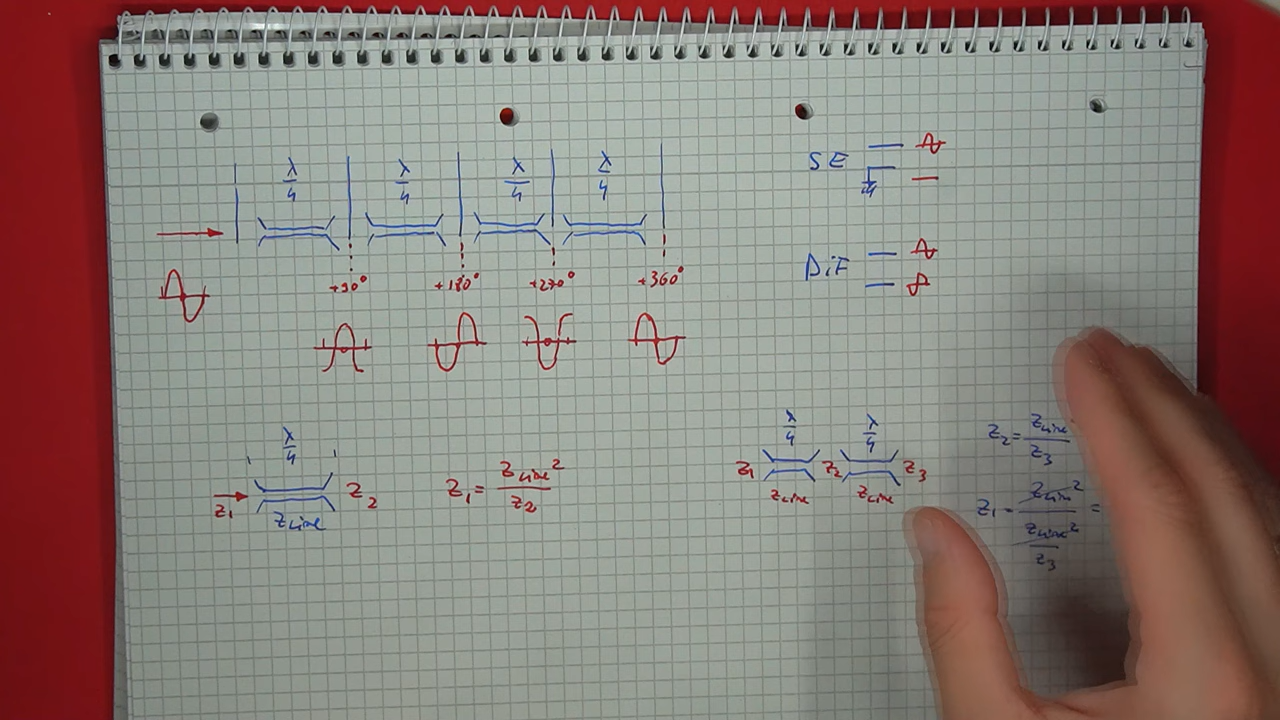 λ/4 λ/4 λ/4 λ/4
SE
+90° +180° +270° +360°
DiF
λ/4
Z1 Zline Z2
Z1 = Zline² / Z2
λ/4 λ/4
Z1 Z2 Z3
Zline Zline
Z2 = Zline / Z3
Z1 = Zlin² / (Zline² / Z3) =